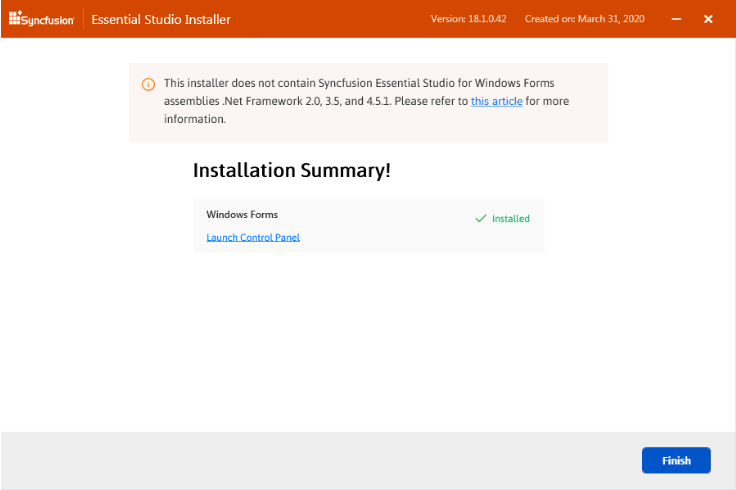 Syncfusion Essential Studio Installer Version: 18.1.0.42 Created on: March 31, 2020
This installer does not contain Syncfusion Essential Studio for Windows Forms
assemblies .Net Framework 2.0, 3.5, and 4.5.1. Please refer to this article for more
information.
Installation Summary!
Windows Forms
Installed
Launch Control Panel
Finish